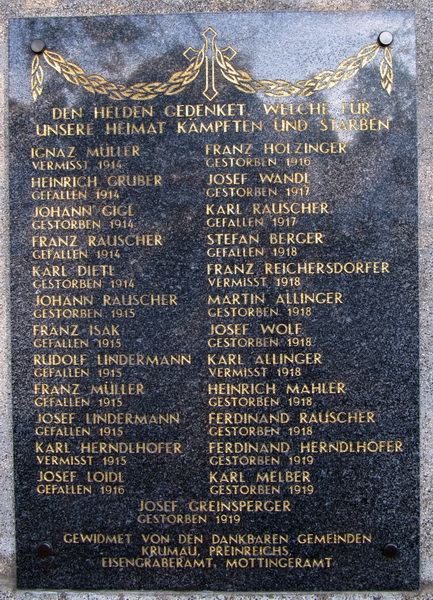 DEN HELDEN GEDENKET, WELCHE FÜR
UNSERE HEIMAT KÄMPFTEN UND STARBEN
IGNAZ MÜLLER
VERMISST 1914
HEINRICH GRUBER
GEFALLEN 1914
JOHANN GIGL
GESTORBEN 1914
FRANZ RAUSCHER
GEFALLEN 1914
KARL DIETL
GESTORBEN 1914
JOHANN RAUSCHER
GESTORBEN 1915
FRANZ ISAK
GEFALLEN 1915
RUDOLF LINDERMANN
GEFALLEN 1915
FRANZ MÜLLER
GEFALLEN 1915
JOSEF LINDERMANN
GEFALLEN 1915
KARL HERNDLHOFER
VERMISST 1915
JOSEF LOIDL
GEFALLEN 1916
FRANZ HOLZINGER
GESTORBEN 1916
JOSEF WANDL
GESTORBEN 1917
KARL RAUSCHER
GEFALLEN 1917
STEFAN BERGER
GEFALLEN 1918
FRANZ REICHERSDORFER
VERMISST 1918
MARTIN ALLINGER
GESTORBEN 1918
JOSEF WOLF
GESTORBEN 1918
KARL ALLINGER
VERMISST 1918
HEINRICH MAHLER
GESTORBEN 1918
FERDINAND RAUSCHER
GESTORBEN 1918
FERDINAND HERNDLHOFER
GESTORBEN 1919
KARL MELBER
GESTORBEN 1919
JOSEF GREINSPERGER
GESTORBEN 1919
GEWIDMET VON DEN DANKBAREN GEMEINDEN
KRUMAU, PREINREICHS,
EISENGRABERAMT, MOTTINGERAMT